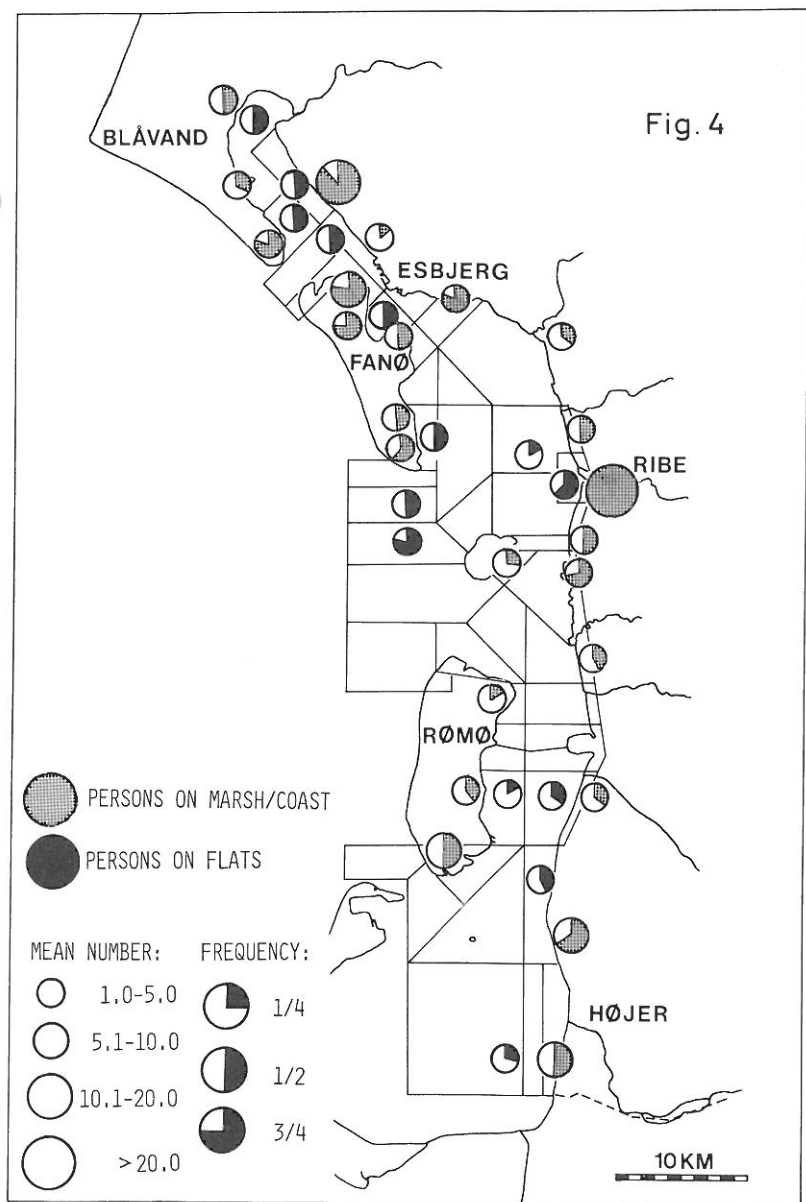 Fig. 4
BLÅVAND
ESBJERG
FANØ
RIBE
RØMØ
PERSONS ON MARSH/COAST
PERSONS ON FLATS
MEAN NUMBER: FREQUENCY:
1.0-5.0
1/4
5.1-10.0
1/2
10.1-20.0
3/4
>20.0
HØJER
10KM